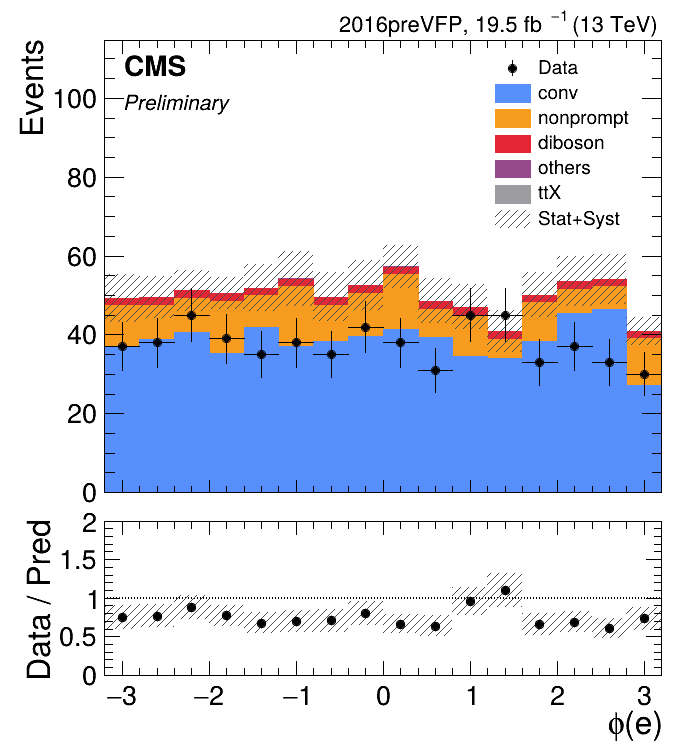 2016preVFP, 19.5 fb⁻¹ (13 TeV)
Events
CMS
Preliminary
Data
conv
nonprompt
diboson
others
ttX
Stat+Syst
100
80
60
40
20
0
Data / Pred
2
1.5
1
0.5
0
−3 −2 −1 0 1 2 3
ϕ(e)